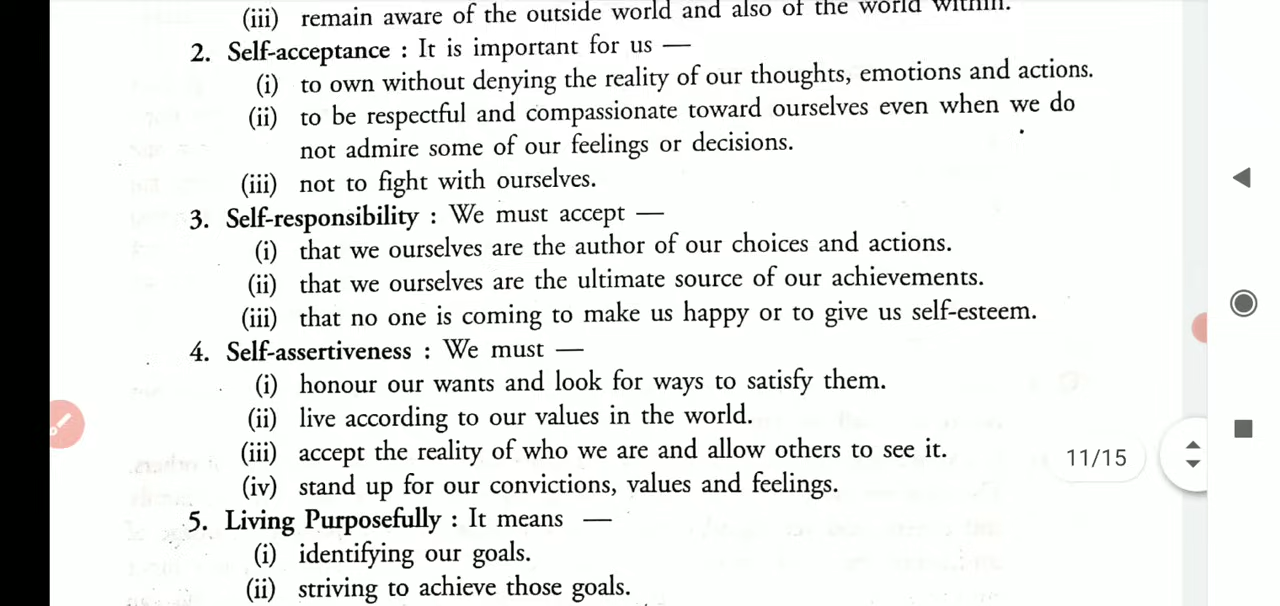 (iii) remain aware of the outside world and also of the world within.
2. Self-acceptance : It is important for us —
(i) to own without denying the reality of our thoughts, emotions and actions.
(ii) to be respectful and compassionate toward ourselves even when we do
not admire some of our feelings or decisions.
(iii) not to fight with ourselves.
3. Self-responsibility : We must accept —
(i) that we ourselves are the author of our choices and actions.
(ii) that we ourselves are the ultimate source of our achievements.
(iii) that no one is coming to make us happy or to give us self-esteem.
4. Self-assertiveness : We must —
(i) honour our wants and look for ways to satisfy them.
(ii) live according to our values in the world.
(iii) accept the reality of who we are and allow others to see it.
11/15
(iv) stand up for our convictions, values and feelings.
5. Living Purposefully : It means —
(i) identifying our goals.
(ii) striving to achieve those goals.